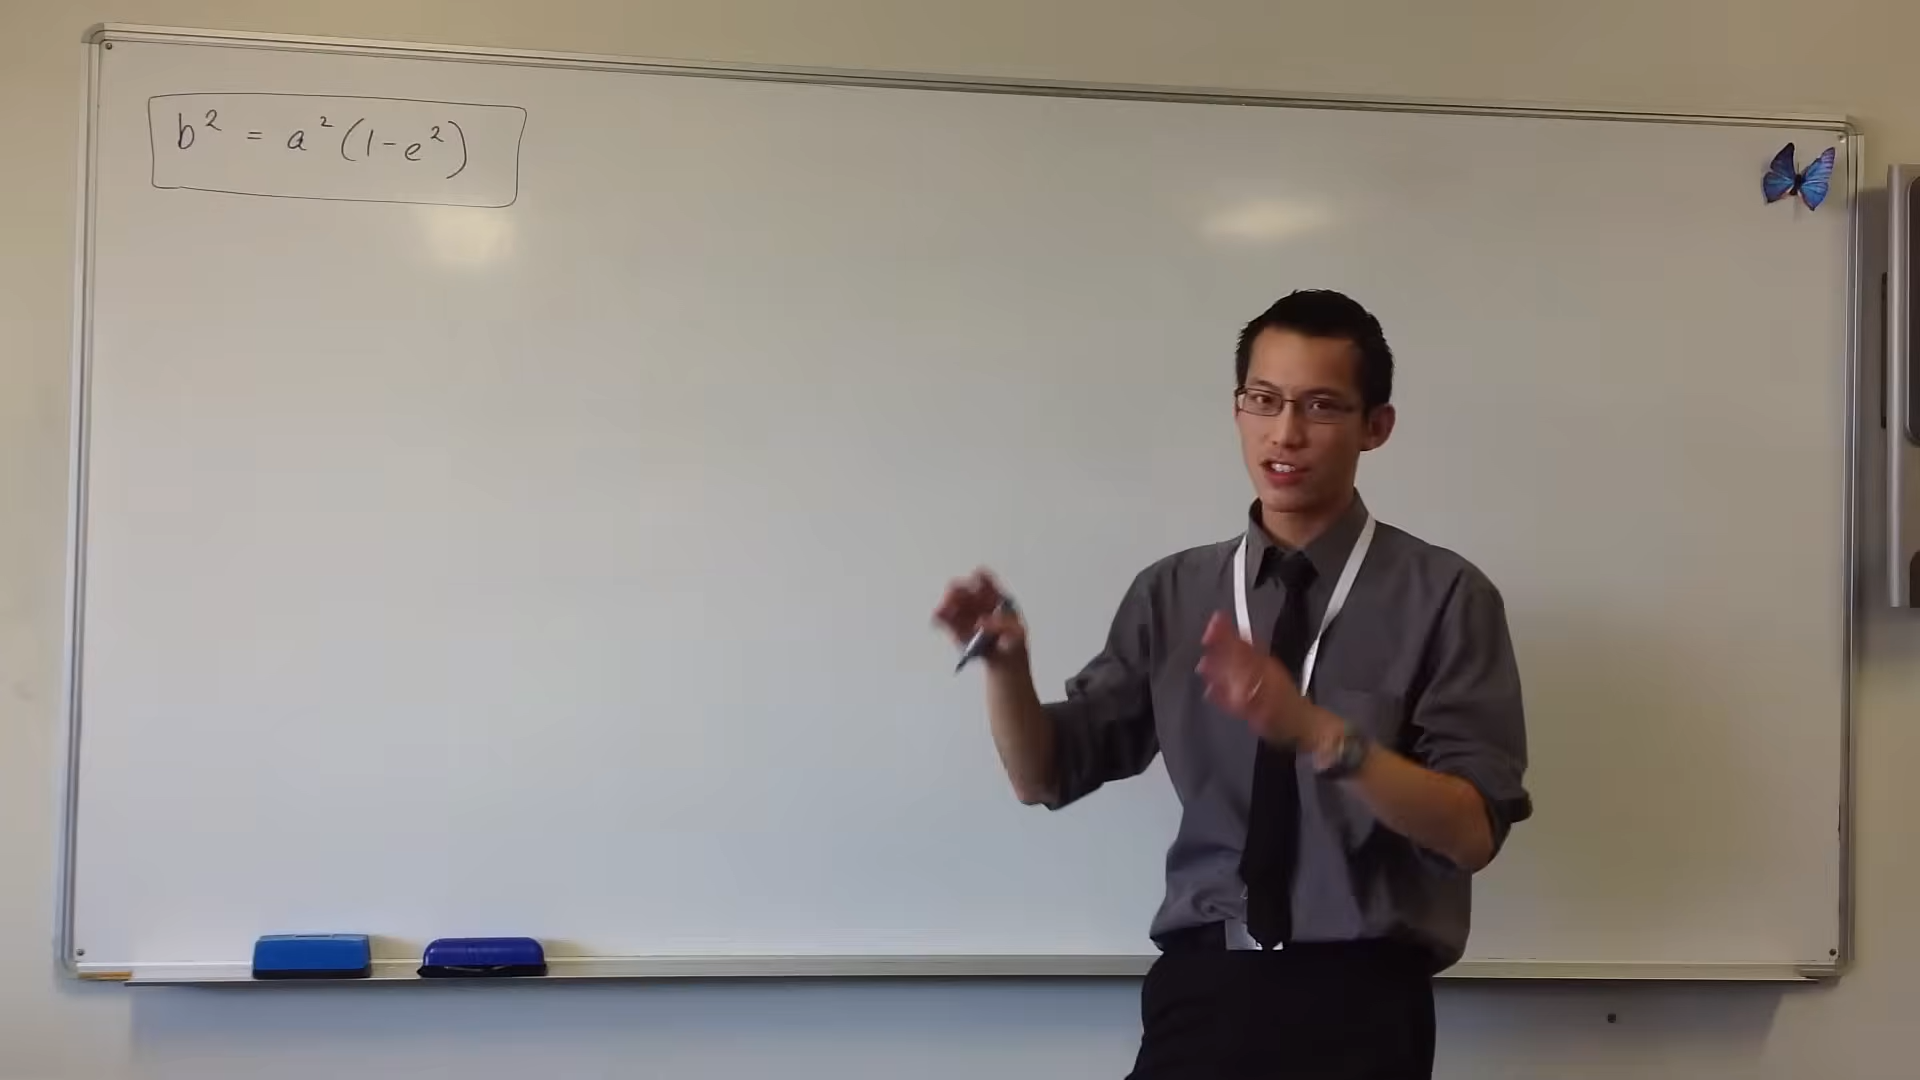 b² = a²(1-e²)